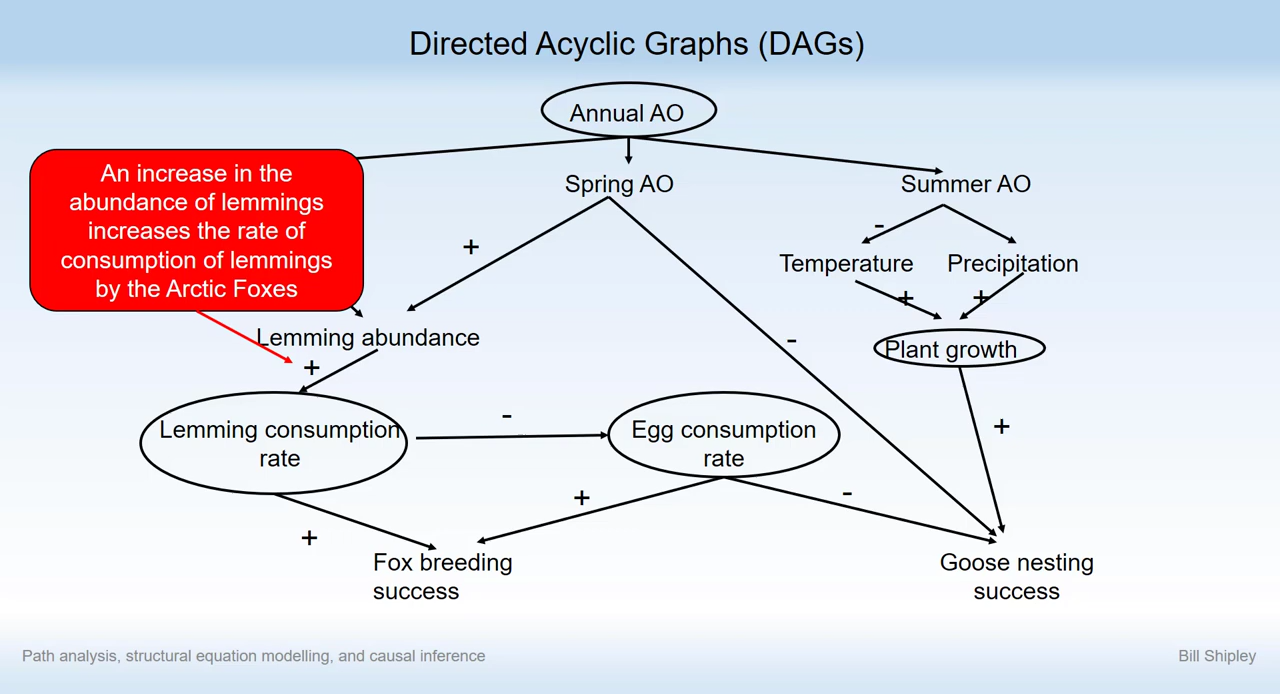 Directed Acyclic Graphs (DAGs)
Annual AO
An increase in the
abundance of lemmings
increases the rate of
consumption of lemmings
by the Arctic Foxes
Spring AO
Summer AO
-
+
Temperature
Precipitation
+
+
Lemming abundance
-
Plant growth
+
Lemming consumption
rate
-
Egg consumption
rate
+
+
-
+
Fox breeding
success
Goose nesting
success
Path analysis, structural equation modelling, and causal inference
Bill Shipley